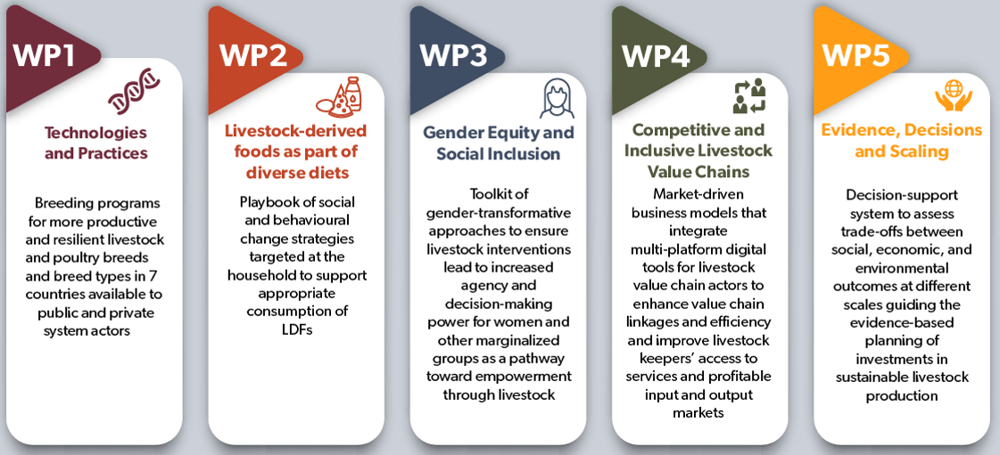 WP1
Technologies
and Practices
Breeding programs
for more productive
and resilient livestock
and poultry breeds
and breed types in 7
countries available to
public and private
system actors
WP2
Livestock-derived
foods as part of
diverse diets
Playbook of social
and behavioural
change strategies
targeted at the
household to support
appropriate
consumption of
LDFs
WP3
Gender Equity and
Social Inclusion
Toolkit of
gender-transformative
approaches to ensure
livestock interventions
lead to increased
agency and
decision-making
power for women and
other marginalized
groups as a pathway
toward empowerment
through livestock
WP4
Competitive and
Inclusive Livestock
Value Chains
Market-driven
business models that
integrate
multi-platform digital
tools for livestock
value chain actors to
enhance value chain
linkages and efficiency
and improve livestock
keepers’ access to
services and profitable
input and output
markets
WP5
Evidence, Decisions
and Scaling
Decision-support
system to assess
trade-offs between
social, economic, and
environmental
outcomes at different
scales guiding the
evidence-based
planning of
investments in
sustainable livestock
production